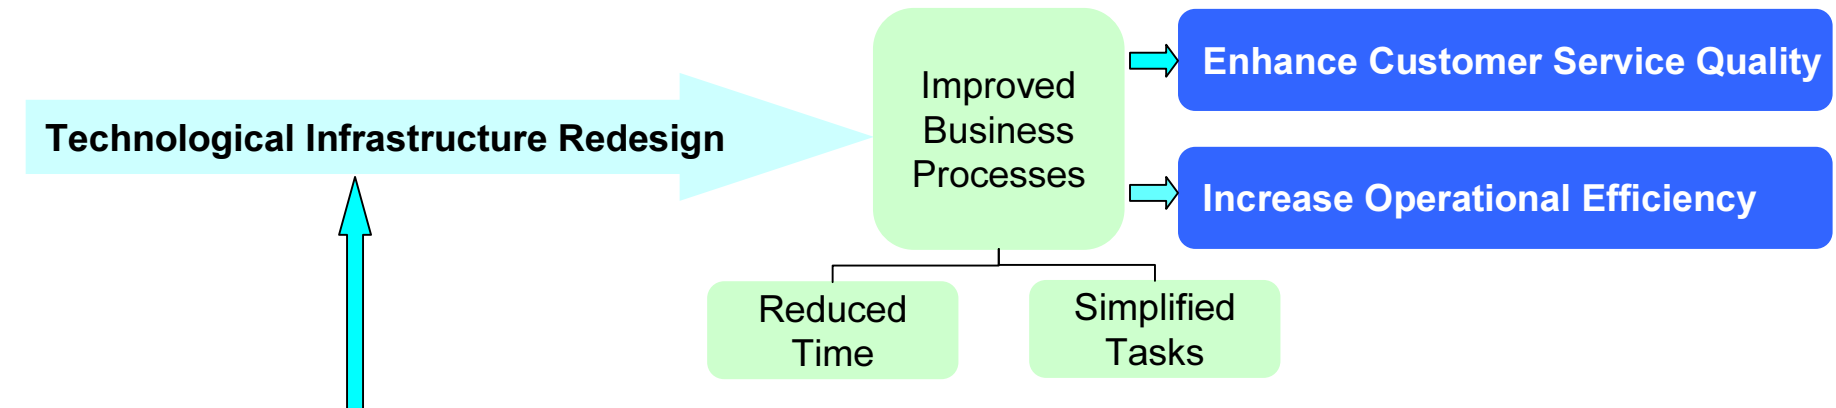 Technological Infrastructure Redesign
Improved
Business
Processes
Enhance Customer Service Quality
Increase Operational Efficiency
Reduced
Time
Simplified
Tasks